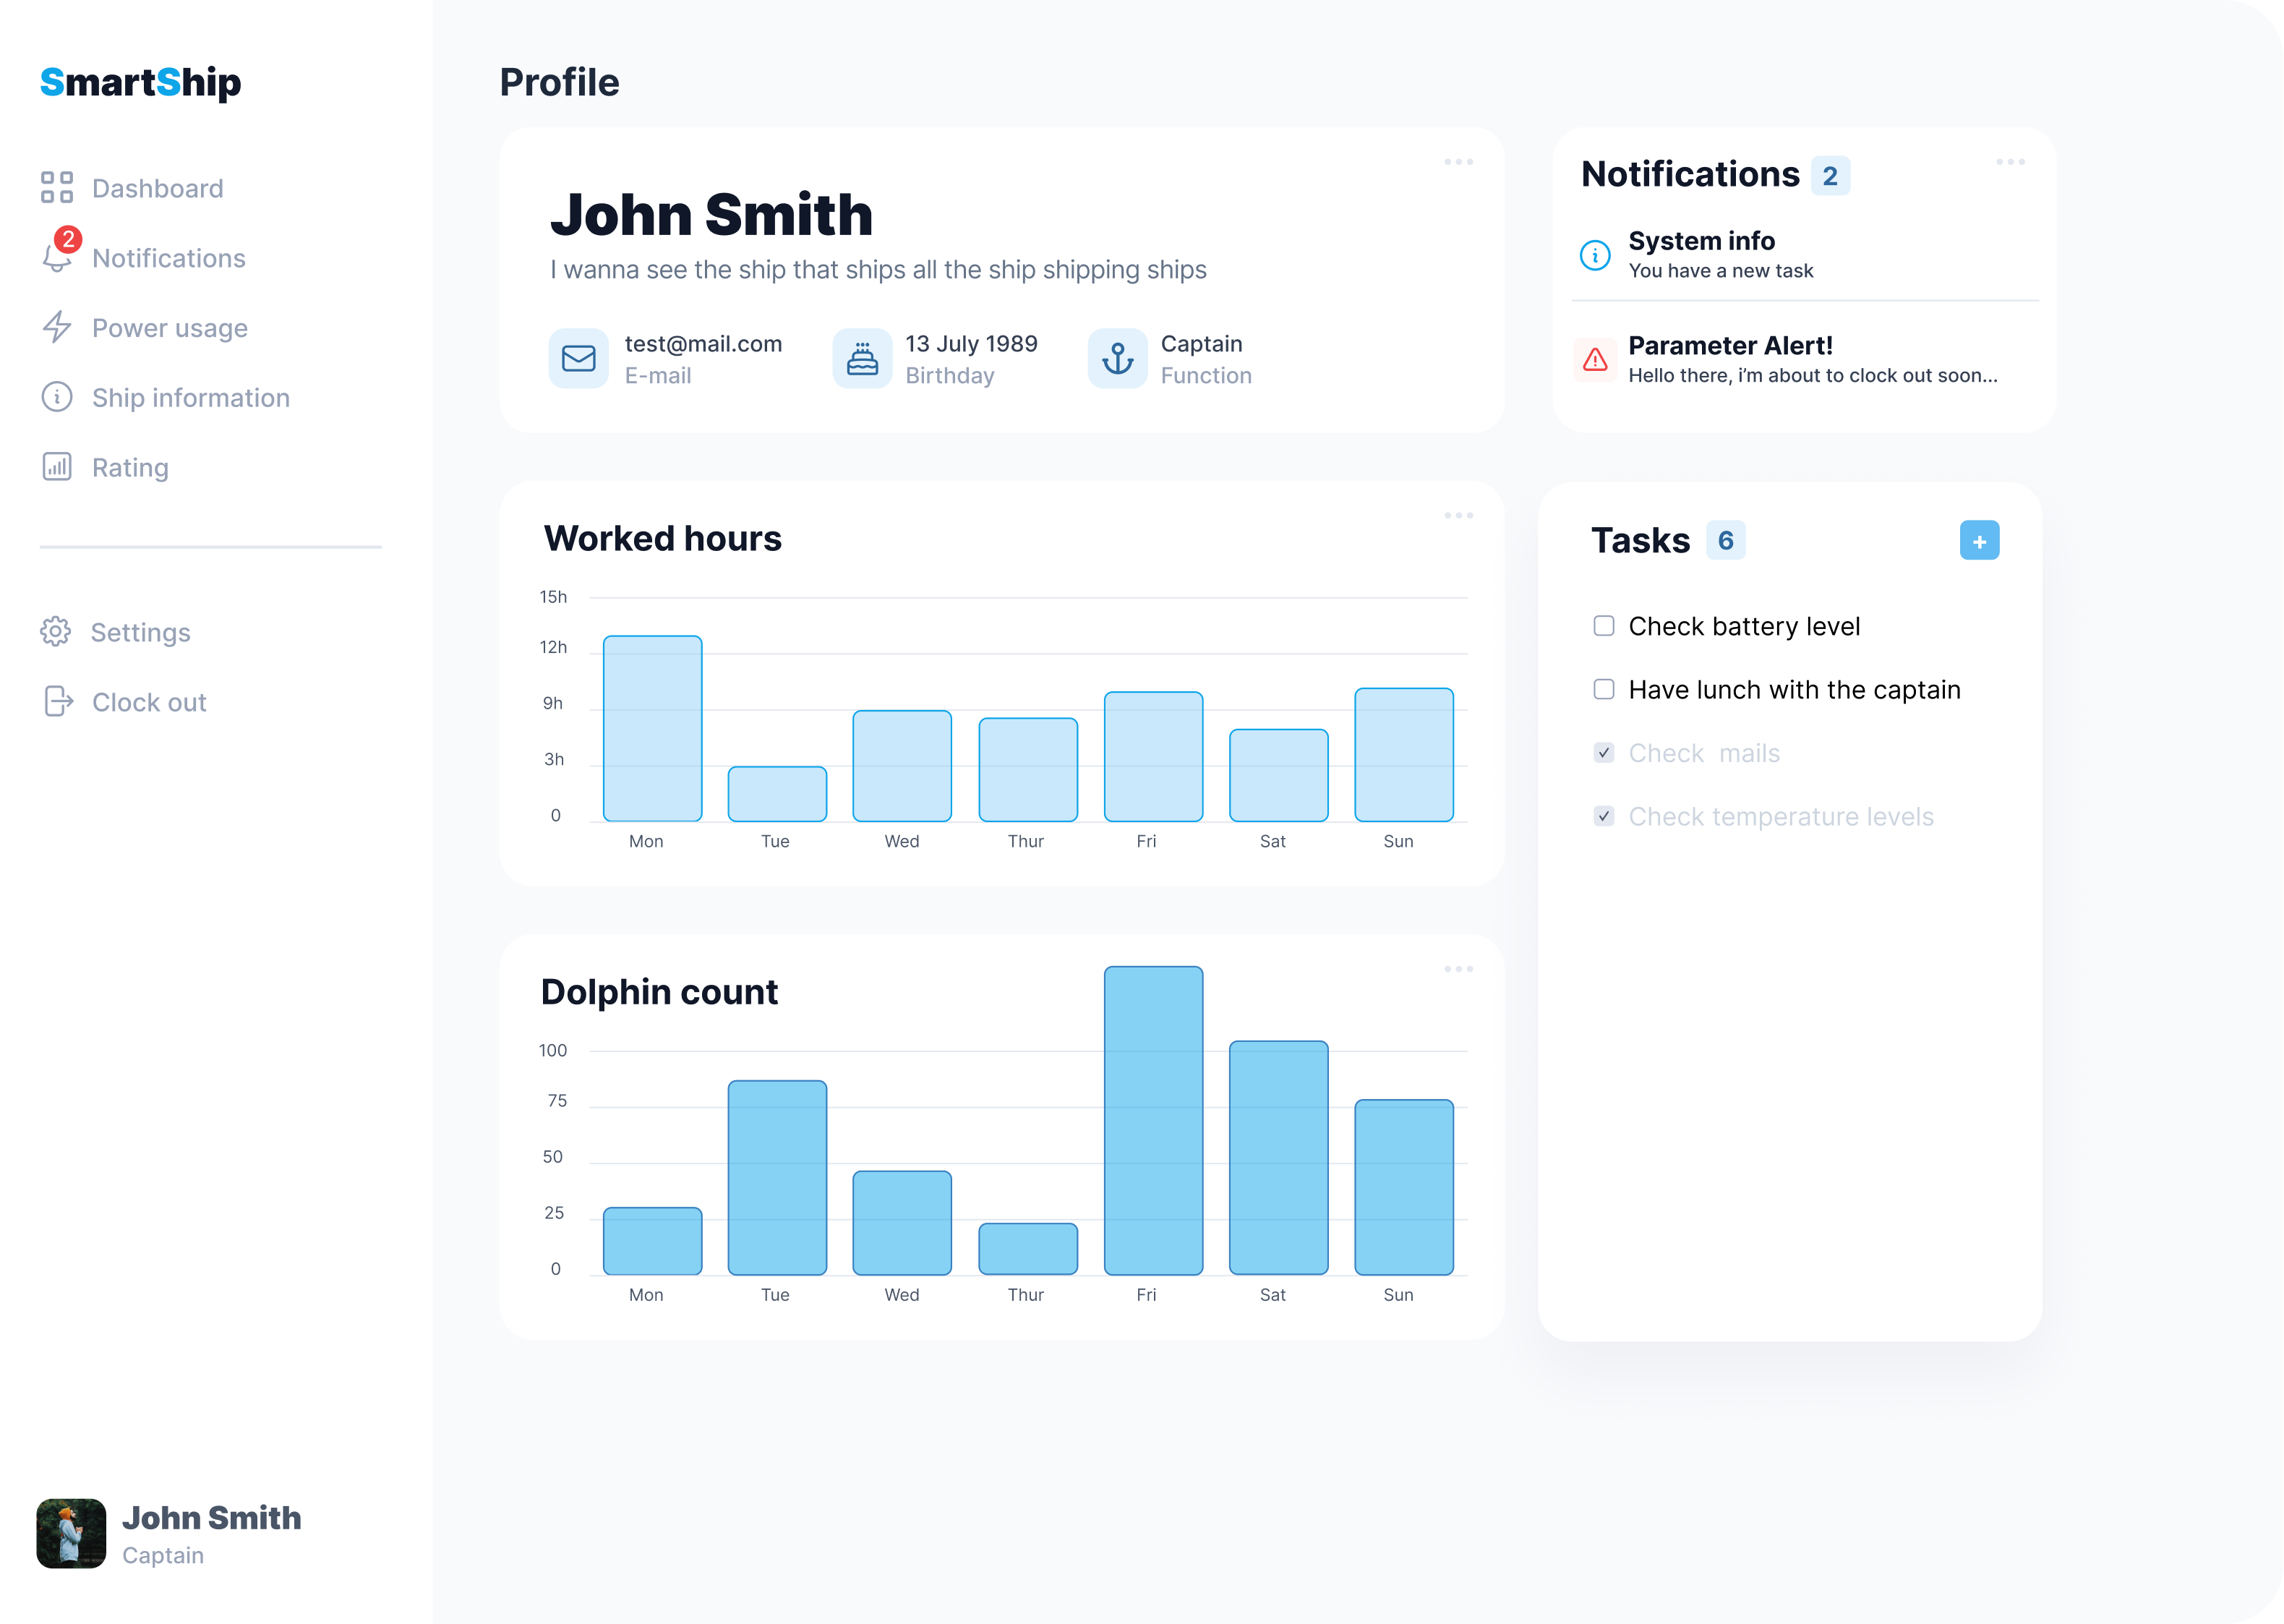 SmartShip
Dashboard
2
Notifications
Power usage
Ship information
Rating
Settings
Clock out
John Smith
Captain
Profile
John Smith
I wanna see the ship that ships all the ship shipping ships
test@mail.com
E-mail
13 July 1989
Birthday
Captain
Function
Notifications 2
System info
You have a new task
Parameter Alert!
Hello there, i’m about to clock out soon...
Worked hours
15h
12h
9h
3h
0
Mon Tue Wed Thur Fri Sat Sun
Tasks 6
+
Check battery level
Have lunch with the captain
Check  mails
Check temperature levels
Dolphin count
100
75
50
25
0
Mon Tue Wed Thur Fri Sat Sun